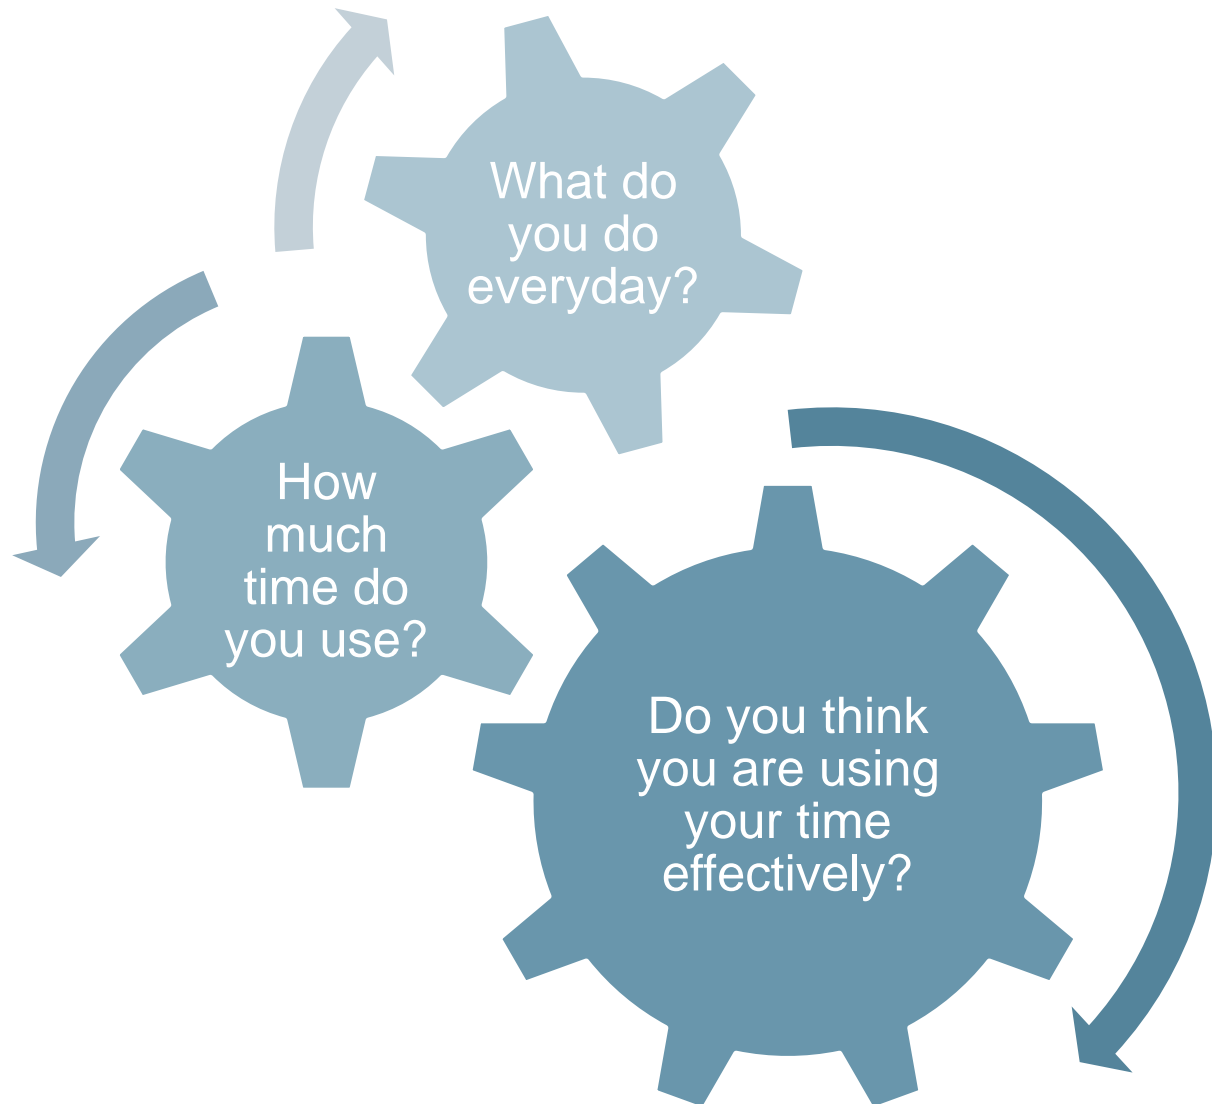 What do
you do
everyday?
How
much
time do
you use?
Do you think
you are using
your time
effectively?